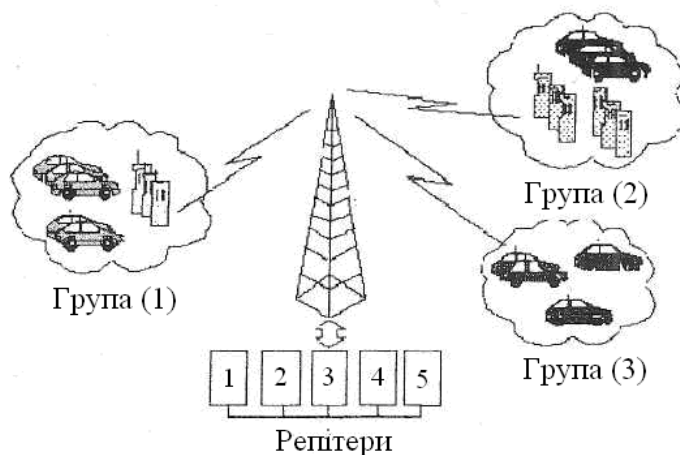 Група (2)
Група (1)
Група (3)
1 2 3 4 5
Репітери